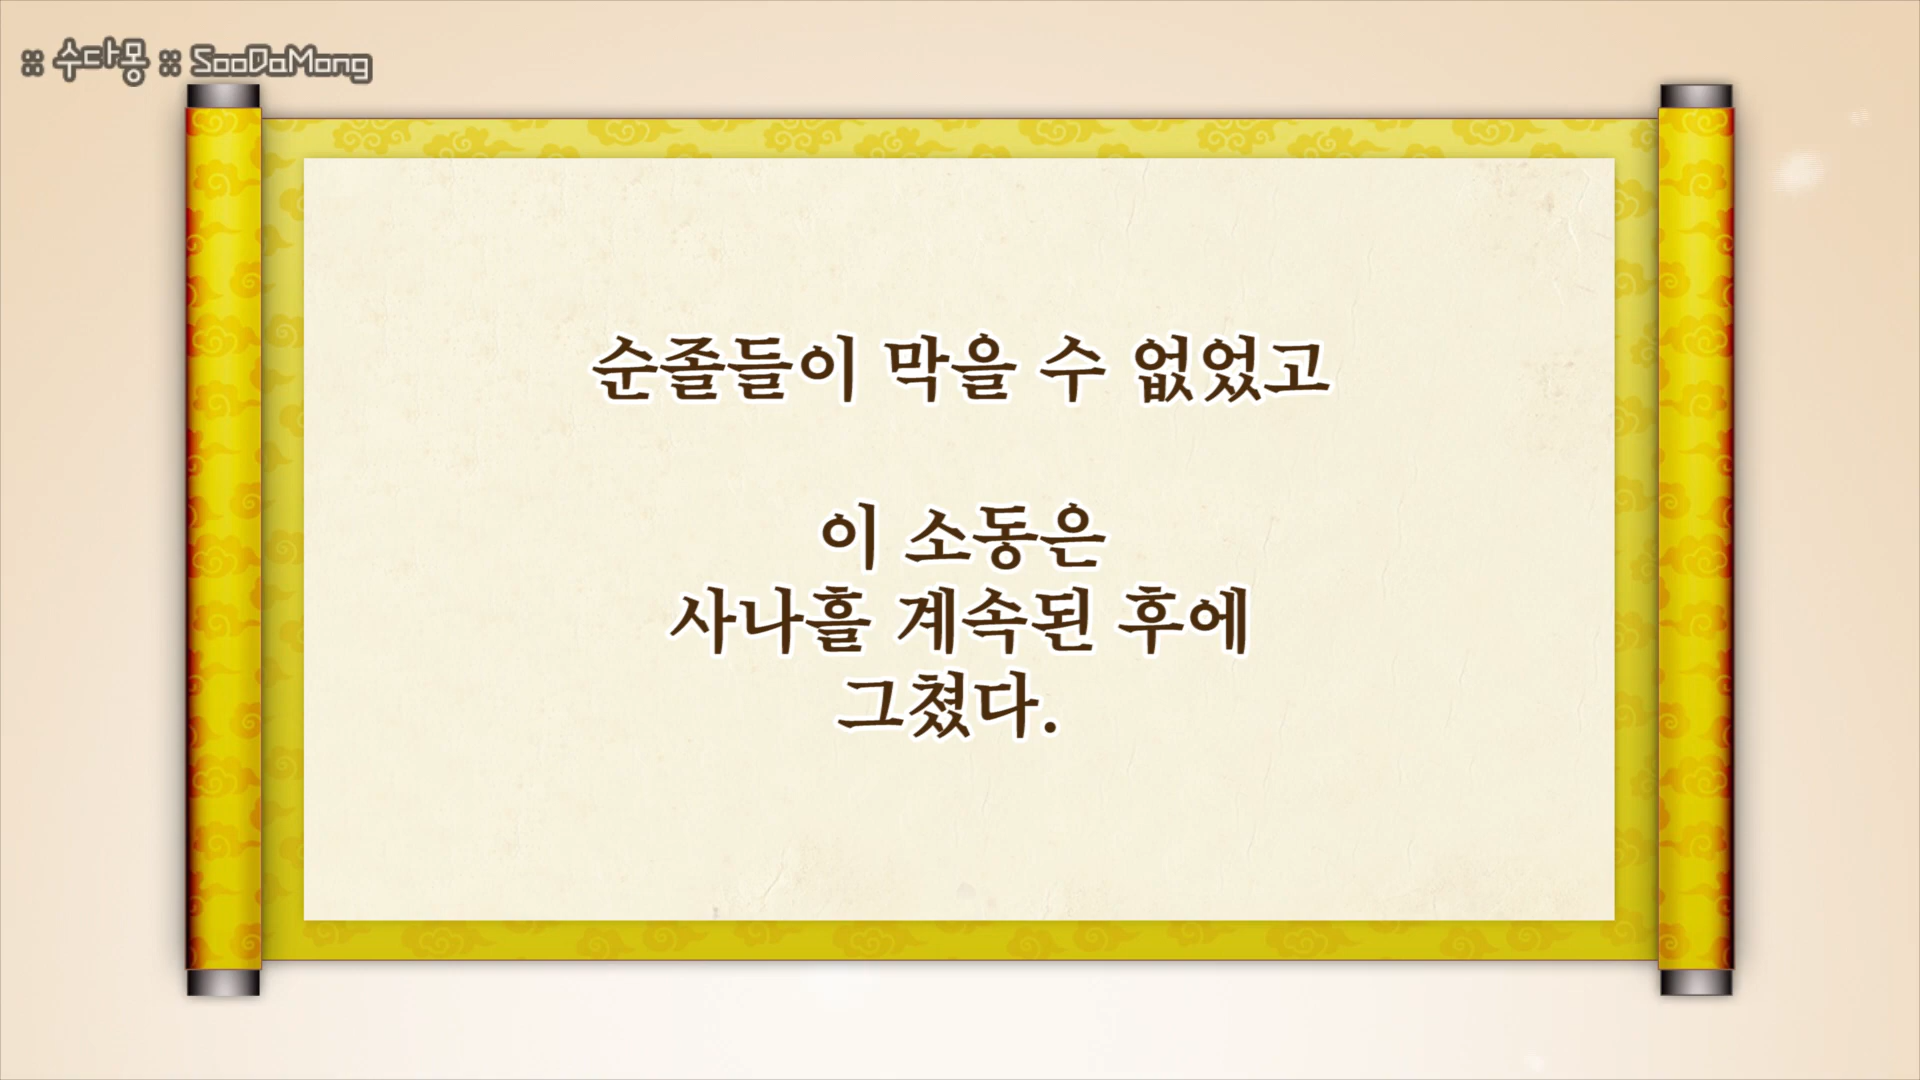 :: 수다몽 :: SooDaMong
순졸들이 막을 수 없었고
이 소동은
사나흘 계속된 후에
그쳤다.